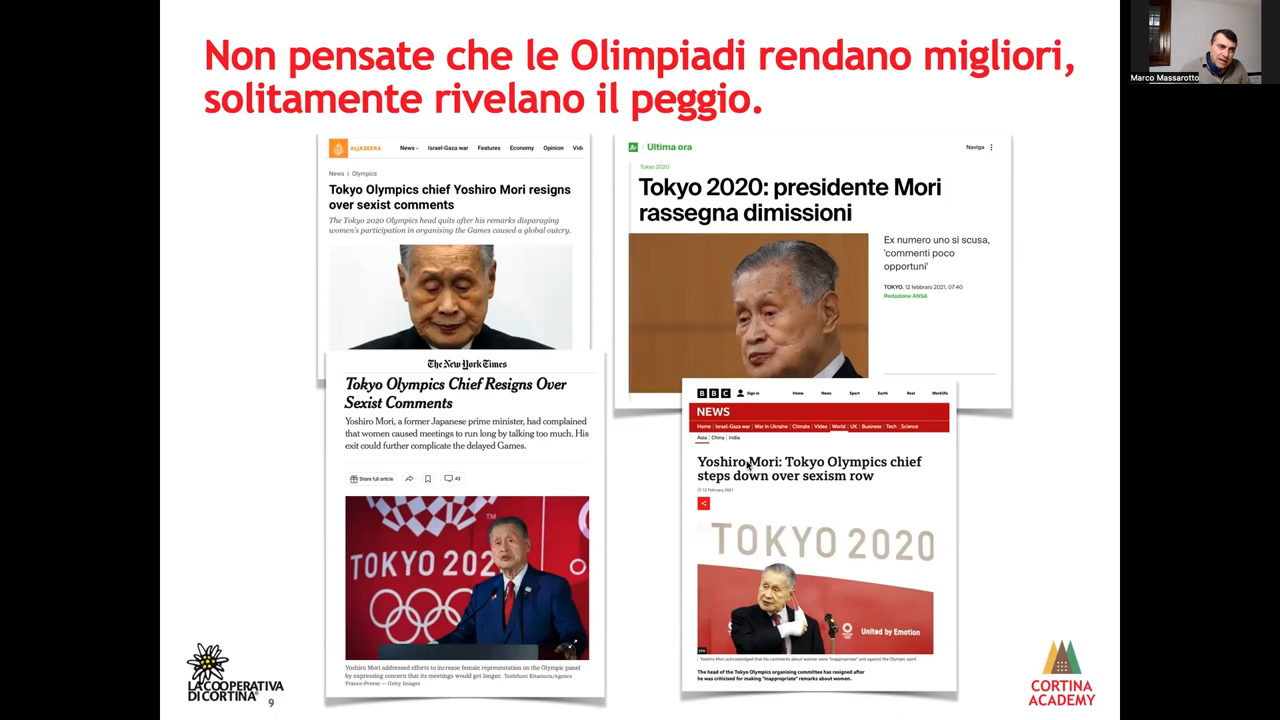 Non pensate che le Olimpiadi rendano migliori,
solitamente rivelano il peggio.
Marco Massarotto
ALJAZEERA
News
Israel-Gaza war
Features
Economy
Opinion
News | Olympics
Tokyo Olympics chief Yoshiro Mori resigns
over sexist comments
The Tokyo 2020 Olympics head quits after his remarks disparaging
women's participation in organising the Games caused a global outcry.
Ultima ora
Naviga
Tokyo 2020
Tokyo 2020: presidente Mori
rassegna dimissioni
Ex numero uno si scusa,
'commenti poco
opportuni'
TOKYO, 12 febbraio 2021, 07:40
Redazione ANSA
The New York Times
Tokyo Olympics Chief Resigns Over
Sexist Comments
Yoshiro Mori, a former Japanese prime minister, had complained
that women caused meetings to run long by talking too much. His
exit could further complicate the delayed Games.
Share full article
43
TM
TOKYO 202
Yoshiro Mori addressed efforts to increase female representation on the Olympic panel
by expressing concern that its meetings would get longer. Toshifumi Kitamura/Agence
France-Presse — Getty Images
BBC
Sign in
Home
News
Sport
Earth
Reel
Worklife
NEWS
Home | Israel-Gaza war | War in Ukraine | Climate | Video | World | UK | Business | Tech | Science
Asia | China | India
Yoshiro Mori: Tokyo Olympics chief
steps down over sexism row
12 February 2021
TOKYO 2020
United by Emotion
Yoshiro Mori acknowledged that his comments about women were "inappropriate" and against the Olympic spirit
The head of the Tokyo Olympics organising committee has resigned after
he was criticised for making "inappropriate" remarks about women.
LA COOPERATIVA
DI CORTINA
9
CORTINA
ACADEMY